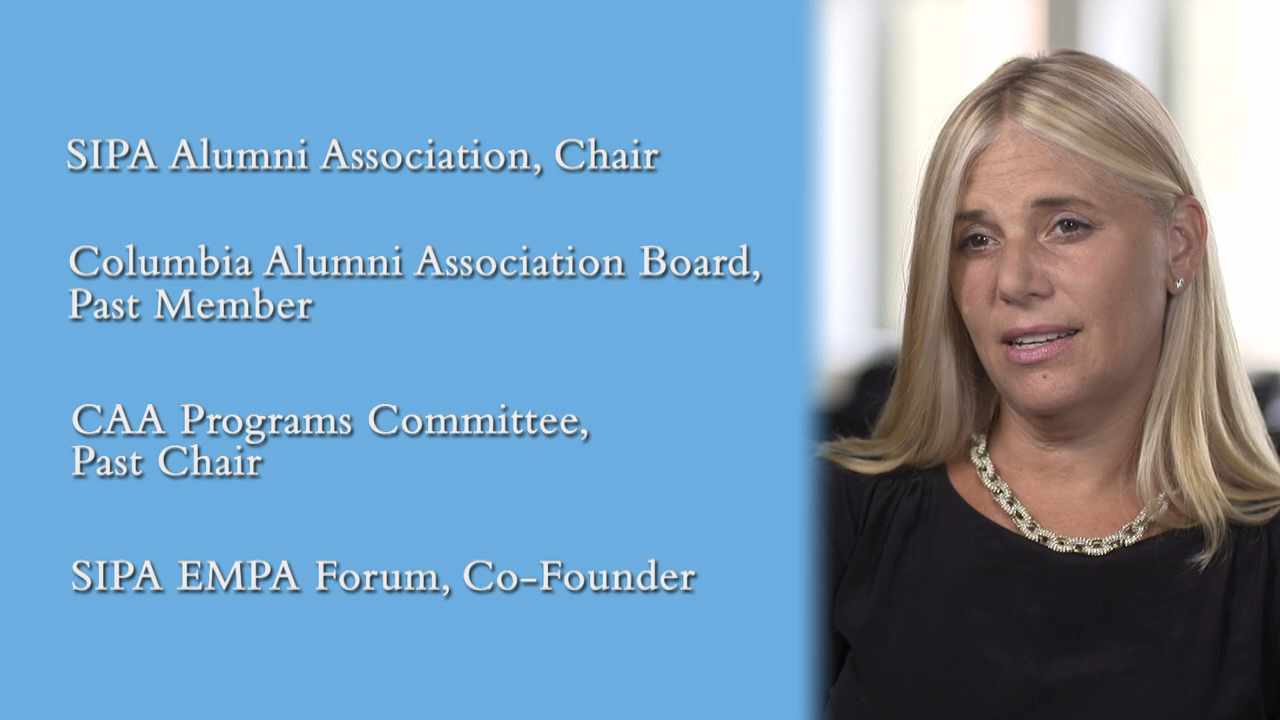 SIPA Alumni Association, Chair
Columbia Alumni Association Board,
Past Member
CAA Programs Committee,
Past Chair
SIPA EMPA Forum, Co-Founder